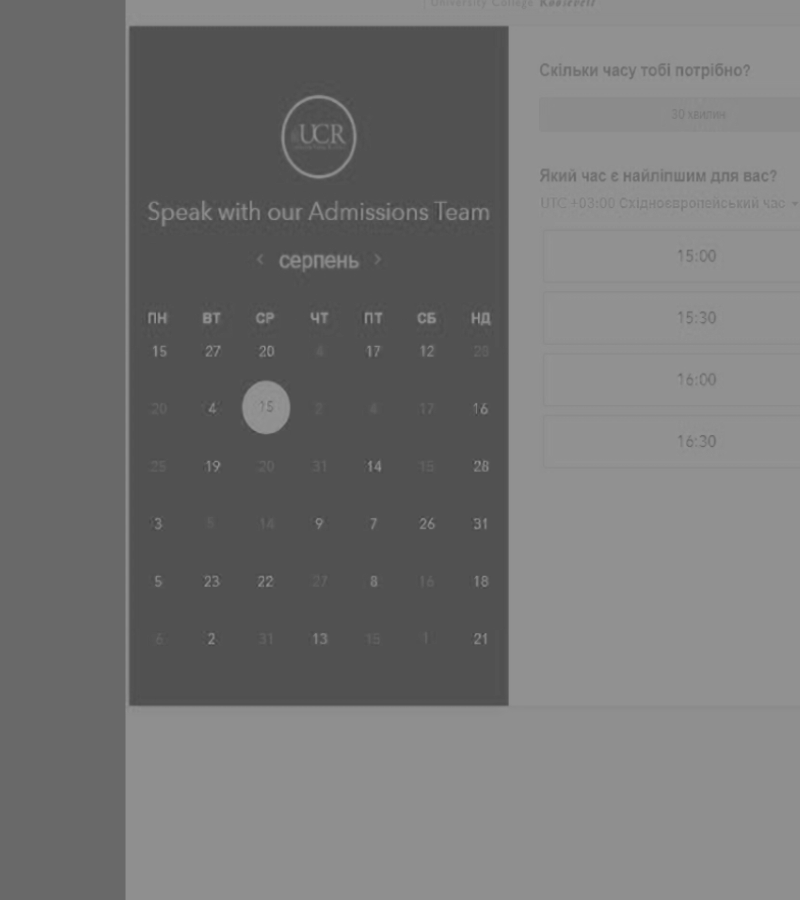 University College Roosevelt
UCR
Speak with our Admissions Team
‹ серпень ›
ПН ВТ СР ЧТ ПТ СБ НД
15 27 20 4 17 12 20
20 4 15 2 4 17 16
25 19 20 31 14 15 28
3 5 14 9 7 26 31
5 23 22 27 8 16 18
6 2 31 13 15 1 21
Скільки часу тобі потрібно?
30 хвилин
Який час є найліпшим для вас?
UTC +03:00 Східноєвропейський час
15:00
15:30
16:00
16:30